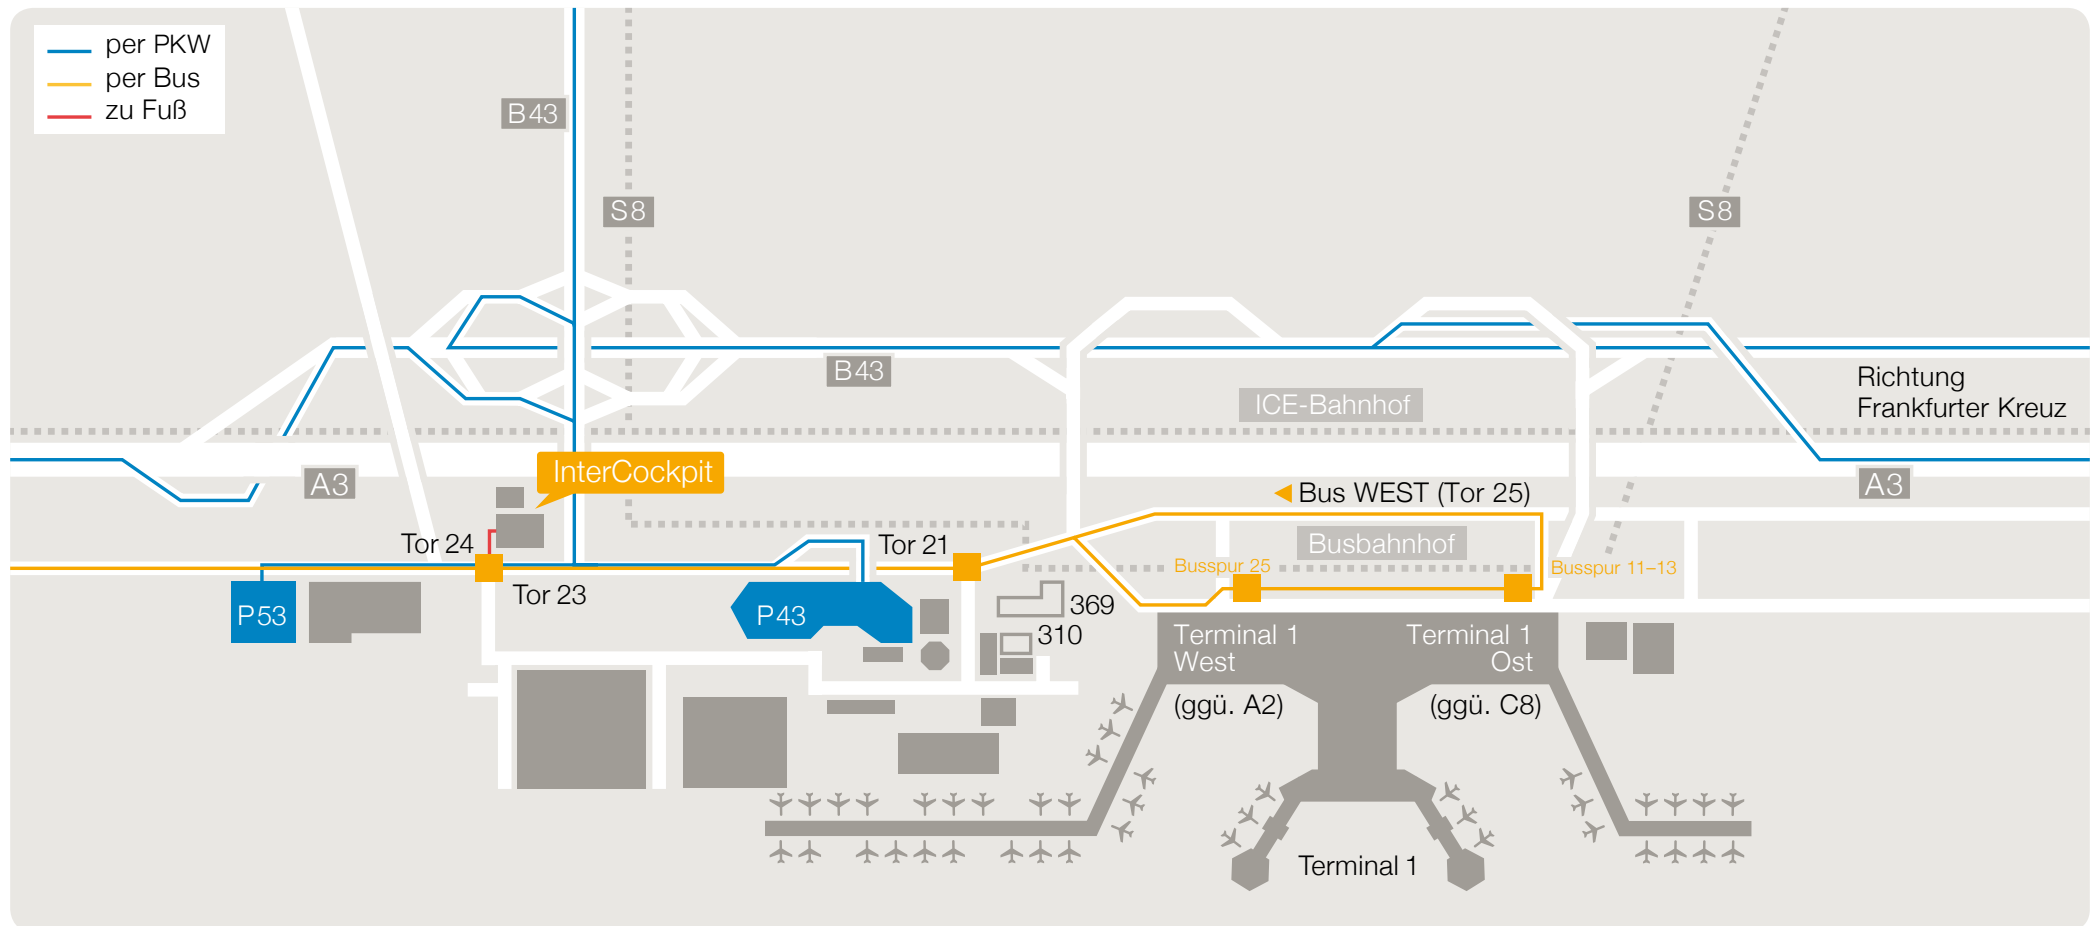 per PKW
per Bus
zu Fuß
B43
S8
S8
B43
Richtung
Frankfurter Kreuz
ICE-Bahnhof
InterCockpit
A3
A3
Bus WEST (Tor 25)
Tor 24
Tor 21
Busbahnhof
Busspur 25
Busspur 11–13
Tor 23
P53
P43
369
310
Terminal 1
West
(ggü. A2)
Terminal 1
Ost
(ggü. C8)
Terminal 1